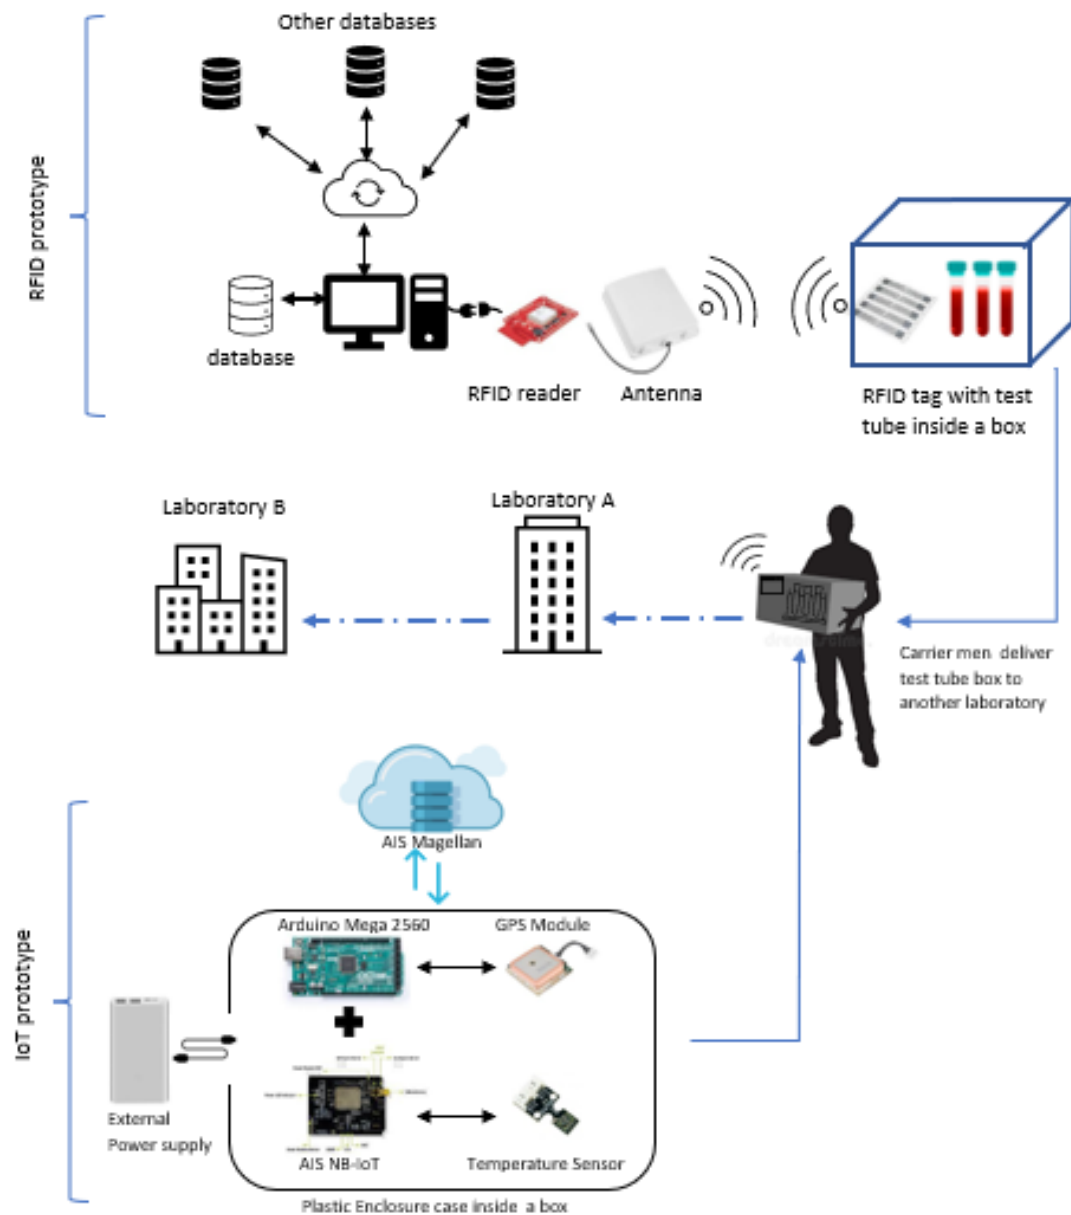 Other databases
RFID prototype
database
RFID reader
Antenna
RFID tag with test
tube inside a box
Laboratory B
Laboratory A
Carrier men deliver
test tube box to
another laboratory
AIS Magellan
IoT prototype
Arduino Mega 2560
GPS Module
External
Power supply
AIS NB-IoT
Temperature Sensor
Plastic Enclosure case inside a box